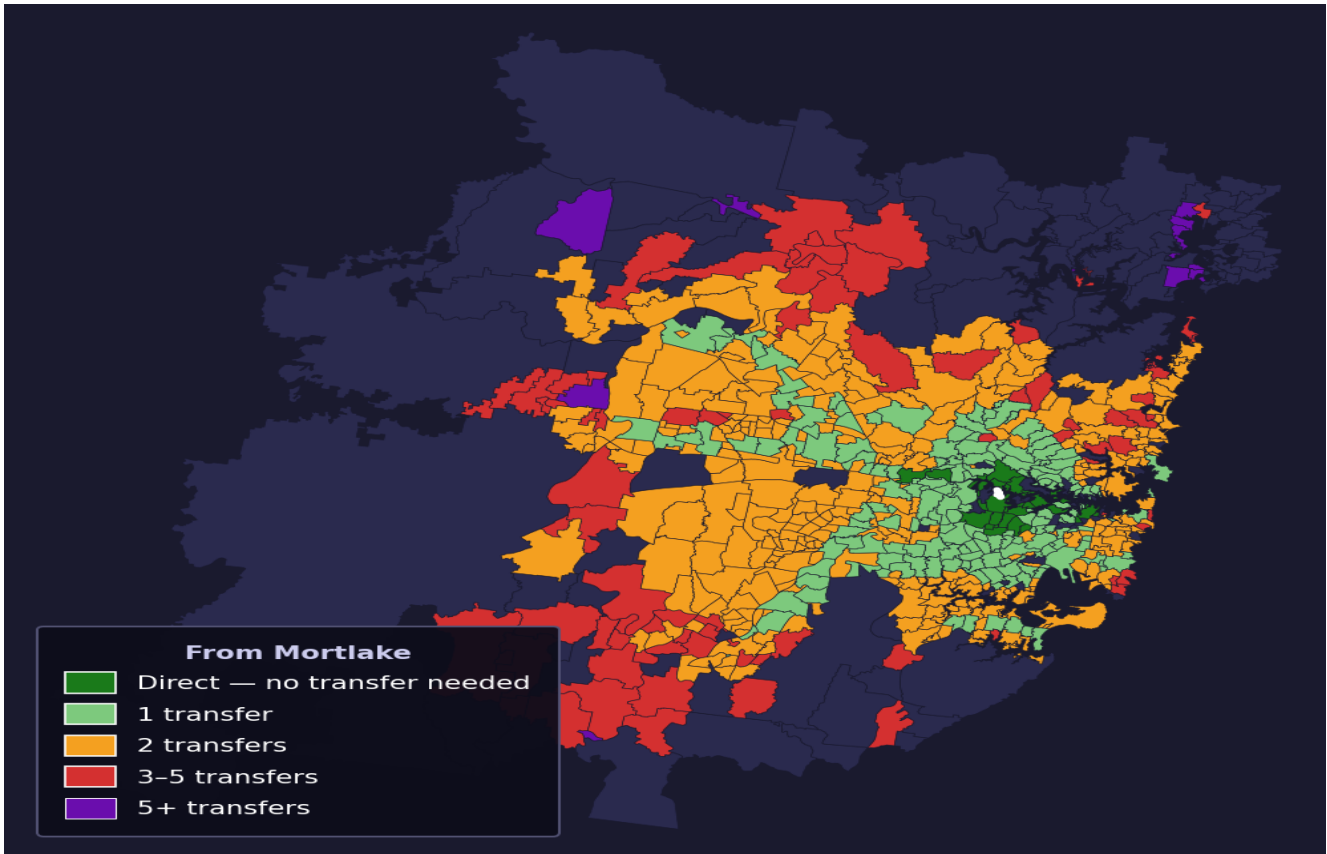 From Mortlake
Direct — no transfer needed
1 transfer
2 transfers
3–5 transfers
5+ transfers